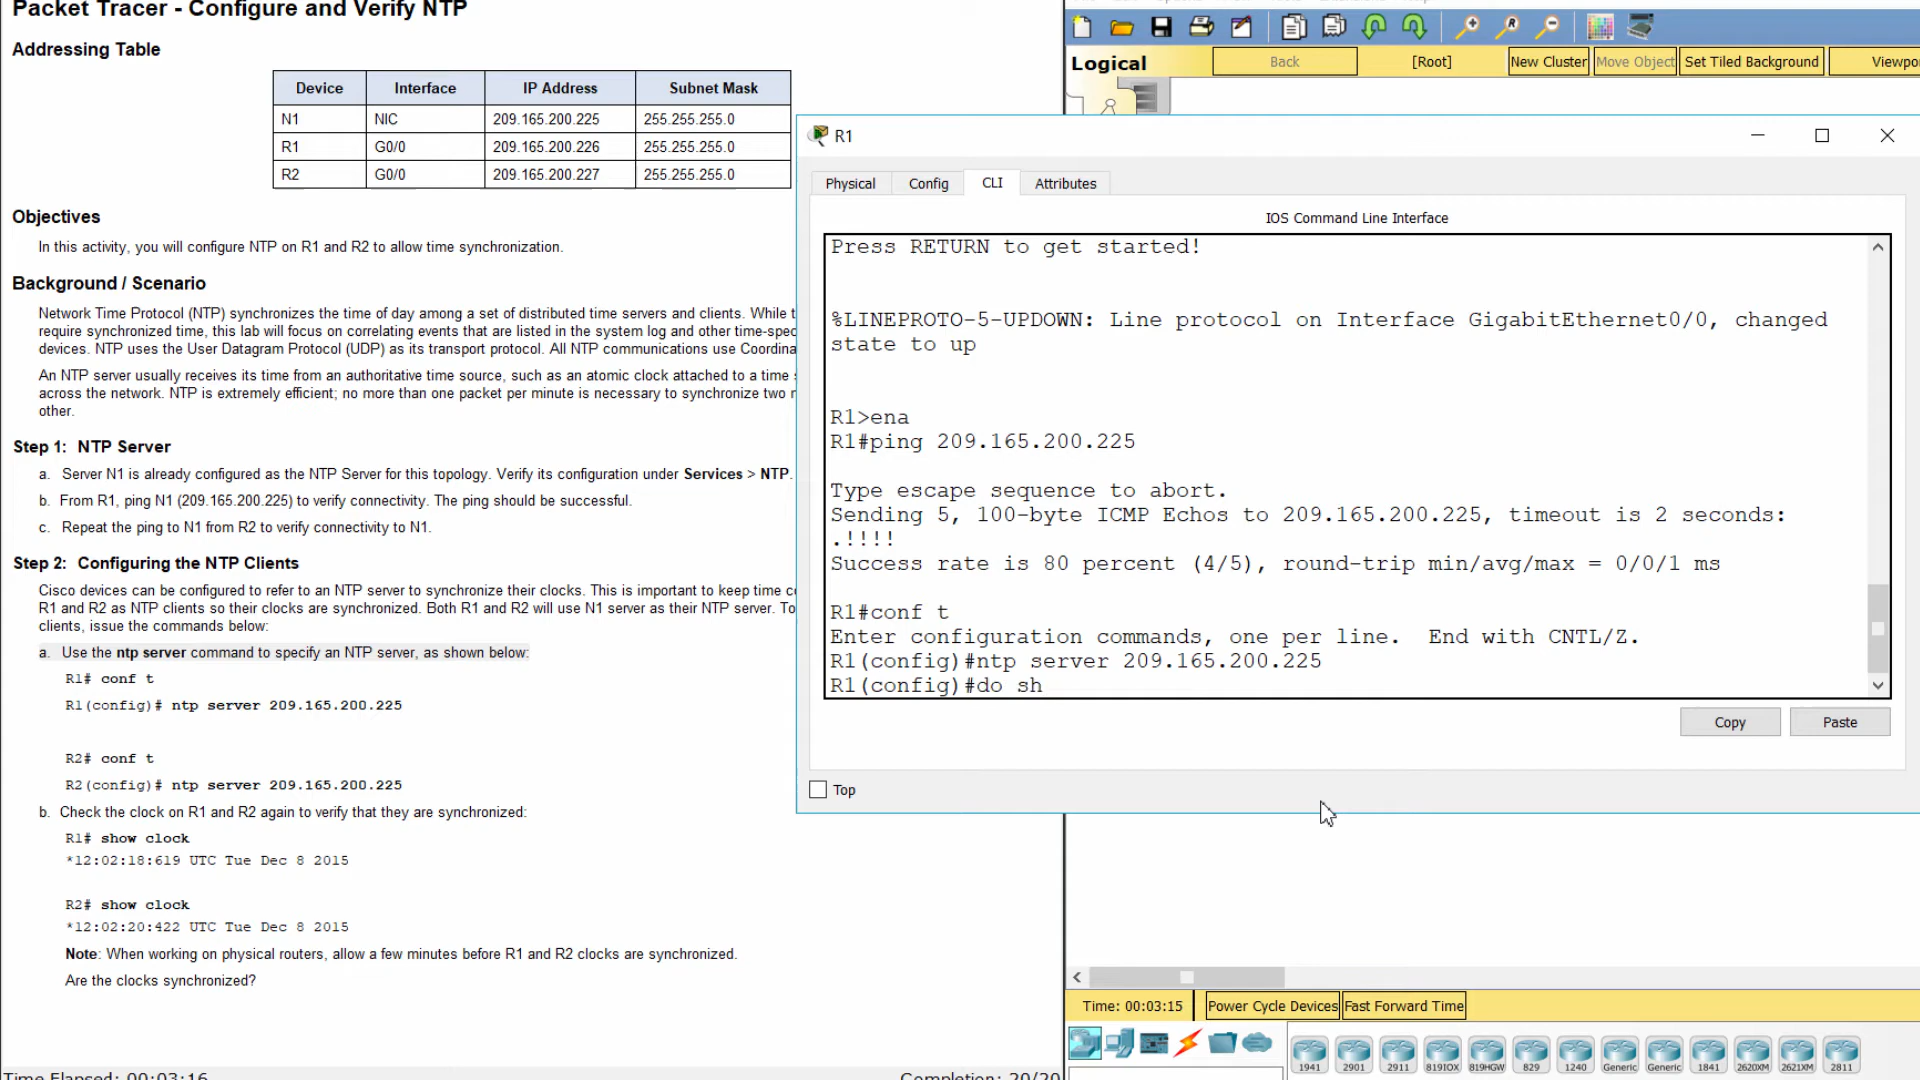 Packet Tracer - Configure and Verify NTP
Addressing Table
Device Interface IP Address Subnet Mask
N1 NIC 209.165.200.225 255.255.255.0
R1 G0/0 209.165.200.226 255.255.255.0
R2 G0/0 209.165.200.227 255.255.255.0
Objectives
In this activity, you will configure NTP on R1 and R2 to allow time synchronization.
Background / Scenario
Network Time Protocol (NTP) synchronizes the time of day among a set of distributed time servers and clients. While t
require synchronized time, this lab will focus on correlating events that are listed in the system log and other time-spec
devices. NTP uses the User Datagram Protocol (UDP) as its transport protocol. All NTP communications use Coordina
An NTP server usually receives its time from an authoritative time source, such as an atomic clock attached to a time
across the network. NTP is extremely efficient; no more than one packet per minute is necessary to synchronize two
other.
Step 1: NTP Server
a. Server N1 is already configured as the NTP Server for this topology. Verify its configuration under Services > NTP.
b. From R1, ping N1 (209.165.200.225) to verify connectivity. The ping should be successful.
c. Repeat the ping to N1 from R2 to verify connectivity to N1.
Step 2: Configuring the NTP Clients
Cisco devices can be configured to refer to an NTP server to synchronize their clocks. This is important to keep time c
R1 and R2 as NTP clients so their clocks are synchronized. Both R1 and R2 will use N1 server as their NTP server. To
clients, issue the commands below:
a. Use the ntp server command to specify an NTP server, as shown below:
R1# conf t
R1(config)# ntp server 209.165.200.225
R2# conf t
R2(config)# ntp server 209.165.200.225
b. Check the clock on R1 and R2 again to verify that they are synchronized:
R1# show clock
*12:02:18:619 UTC Tue Dec 8 2015
R2# show clock
*12:02:20:422 UTC Tue Dec 8 2015
Note: When working on physical routers, allow a few minutes before R1 and R2 clocks are synchronized.
Are the clocks synchronized?
Time Elapsed: 00:03:16 Completion: 20/20
Logical Back [Root] New Cluster Move Object Set Tiled Background Viewpo
R1
Physical Config CLI Attributes
IOS Command Line Interface
Press RETURN to get started!
%LINEPROTO-5-UPDOWN: Line protocol on Interface GigabitEthernet0/0, changed
state to up
R1>ena
R1#ping 209.165.200.225
Type escape sequence to abort.
Sending 5, 100-byte ICMP Echos to 209.165.200.225, timeout is 2 seconds:
.!!!!
Success rate is 80 percent (4/5), round-trip min/avg/max = 0/0/1 ms
R1#conf t
Enter configuration commands, one per line.  End with CNTL/Z.
R1(config)#ntp server 209.165.200.225
R1(config)#do sh
Copy Paste
Top
Time: 00:03:15 Power Cycle Devices Fast Forward Time
1941 2901 2911 819IOX 819HGW 829 1240 Generic Generic 1841 2620XM 2621XM 2811